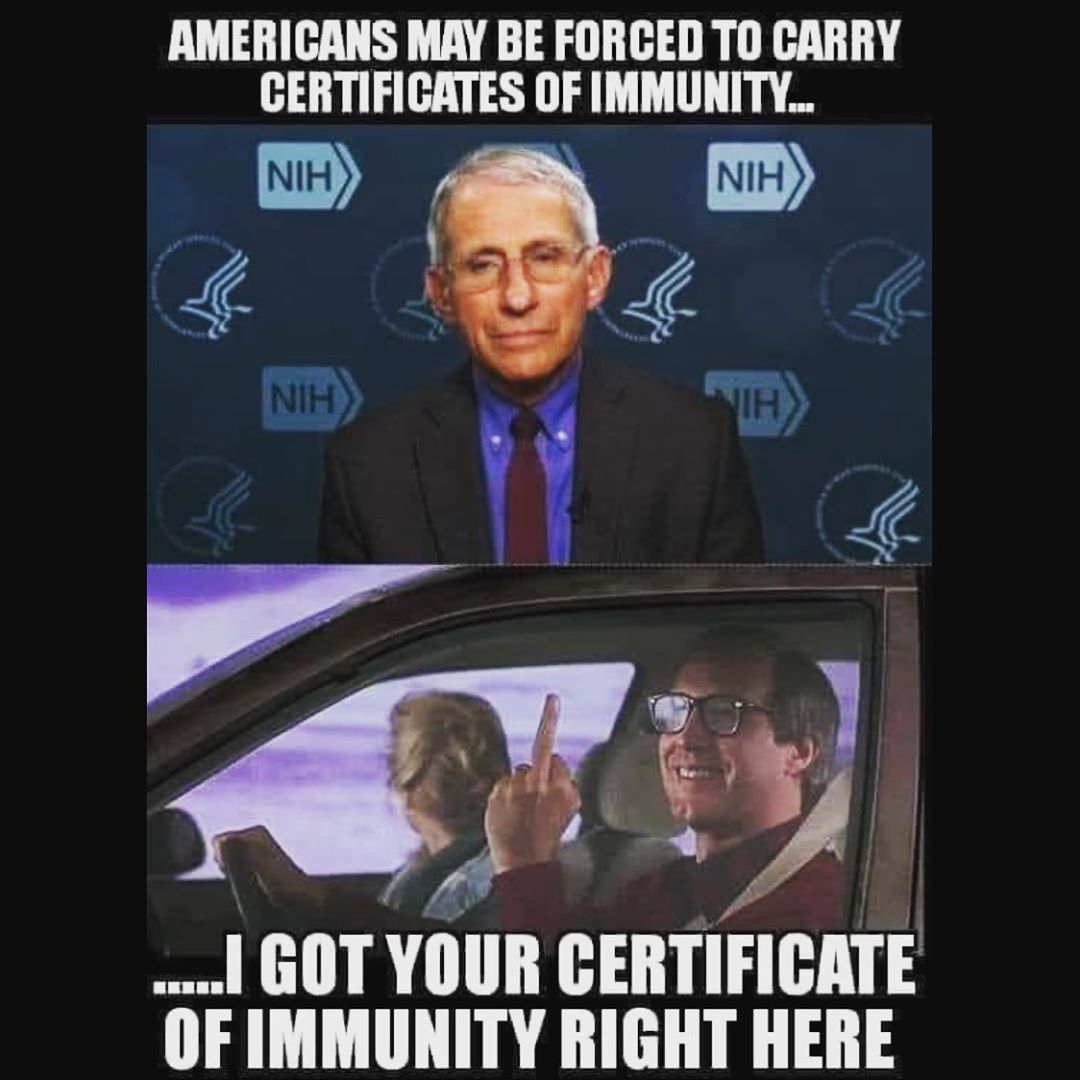 AMERICANS MAY BE FORCED TO CARRY
CERTIFICATES OF IMMUNITY...
NIH
NIH
NIH
NIH
.....I GOT YOUR CERTIFICATE
OF IMMUNITY RIGHT HERE